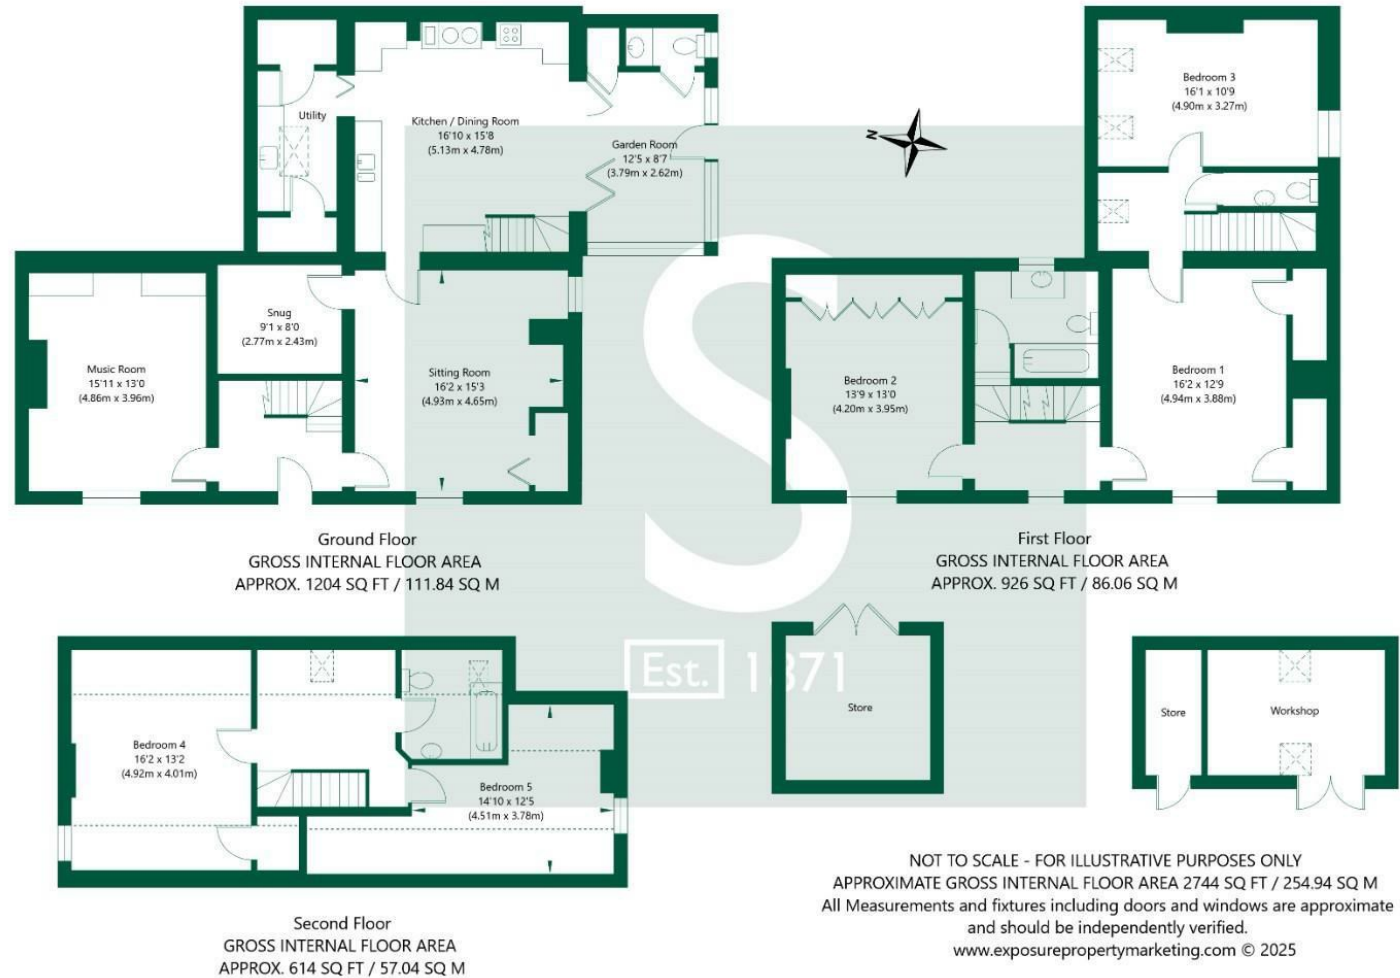 Utility
Kitchen / Dining Room
16'10 x 15'8
(5.13m x 4.78m)
Garden Room
12'5 x 8'7
(3.79m x 2.62m)
Snug
9'1 x 8'0
(2.77m x 2.43m)
Music Room
15'11 x 13'0
(4.86m x 3.96m)
Sitting Room
16'2 x 15'3
(4.93m x 4.65m)
Ground Floor
GROSS INTERNAL FLOOR AREA
APPROX. 1204 SQ FT / 111.84 SQ M
N
Bedroom 3
16'1 x 10'9
(4.90m x 3.27m)
Bedroom 2
13'9 x 13'0
(4.20m x 3.95m)
Bedroom 1
16'2 x 12'9
(4.94m x 3.88m)
First Floor
GROSS INTERNAL FLOOR AREA
APPROX. 926 SQ FT / 86.06 SQ M
S
Est. 1871
Bedroom 4
16'2 x 13'2
(4.92m x 4.01m)
Bedroom 5
14'10 x 12'5
(4.51m x 3.78m)
Second Floor
GROSS INTERNAL FLOOR AREA
APPROX. 614 SQ FT / 57.04 SQ M
Store
Store
Workshop
NOT TO SCALE - FOR ILLUSTRATIVE PURPOSES ONLY
APPROXIMATE GROSS INTERNAL FLOOR AREA 2744 SQ FT / 254.94 SQ M
All Measurements and fixtures including doors and windows are approximate
and should be independently verified.
www.exposurepropertymarketing.com © 2025